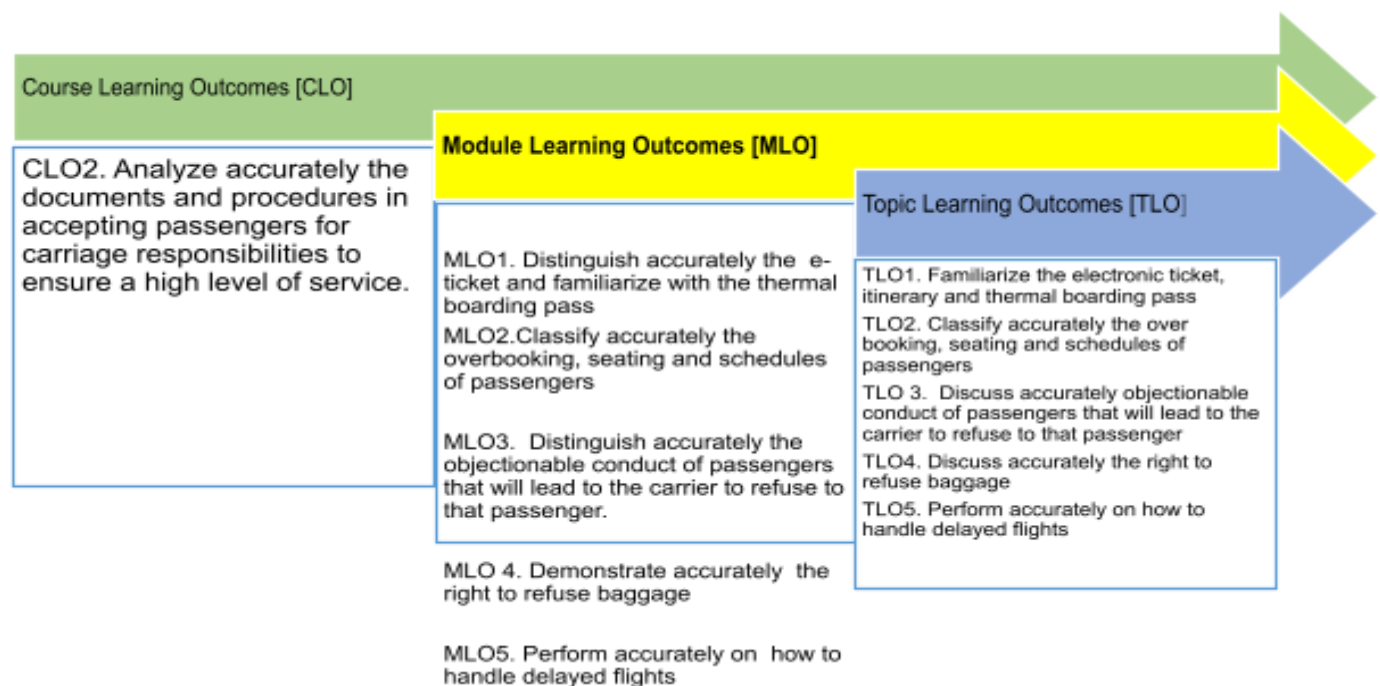 Course Learning Outcomes [CLO]
CLO2. Analyze accurately the
documents and procedures in
accepting passengers for
carriage responsibilities to
ensure a high level of service.
Module Learning Outcomes [MLO]
MLO1. Distinguish accurately the e-
ticket and familiarize with the thermal
boarding pass
MLO2.Classify accurately the
overbooking, seating and schedules
of passengers
MLO3. Distinguish accurately the
objectionable conduct of passengers
that will lead to the carrier to refuse to
that passenger.
MLO 4. Demonstrate accurately the
right to refuse baggage
MLO5. Perform accurately on how to
handle delayed flights
Topic Learning Outcomes [TLO]
TLO1. Familiarize the electronic ticket,
itinerary and thermal boarding pass
TLO2. Classify accurately the over
booking, seating and schedules of
passengers
TLO 3. Discuss accurately objectionable
conduct of passengers that will lead to the
carrier to refuse to that passenger
TLO4. Discuss accurately the right to
refuse baggage
TLO5. Perform accurately on how to
handle delayed flights